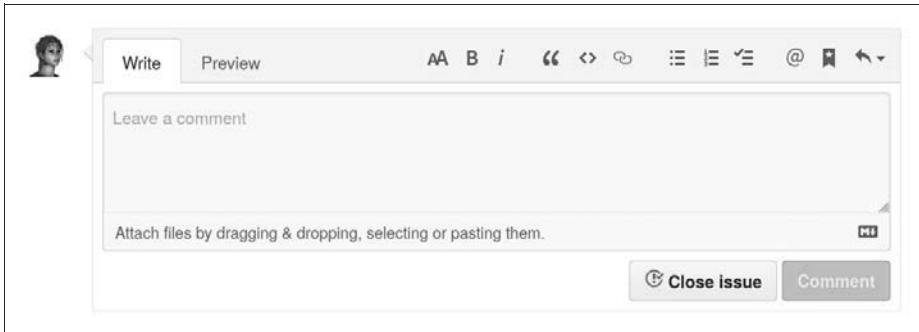 Write Preview AA B i “ <> @
Leave a comment
Attach files by dragging & dropping, selecting or pasting them.
Close issue Comment